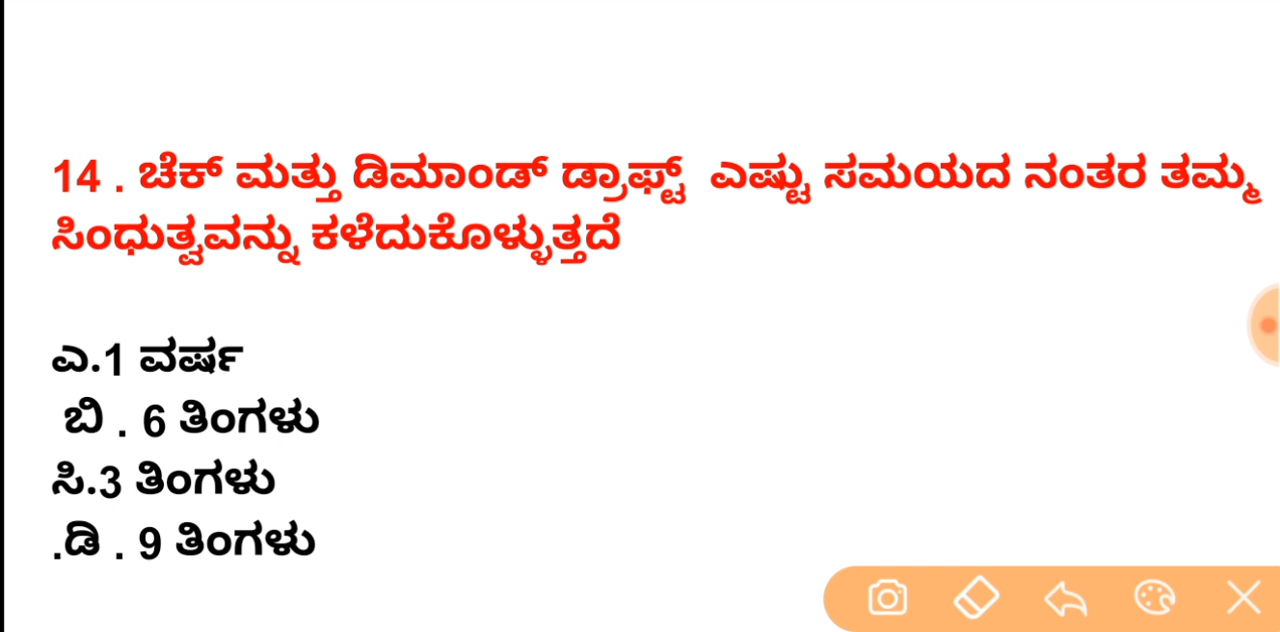 14 . ಚೆಕ್ ಮತ್ತು ಡಿಮಾಂಡ್ ಡ್ರಾಫ್ಟ್ ಎಷ್ಟು ಸಮಯದ ನಂತರ ತಮ್ಮ
ಸಿಂಧುತ್ವವನ್ನು ಕಳೆದುಕೊಳ್ಳುತ್ತದೆ
ಎ.1 ವರ್ಷ
ಬಿ . 6 ತಿಂಗಳು
ಸಿ.3 ತಿಂಗಳು
.ಡಿ . 9 ತಿಂಗಳು